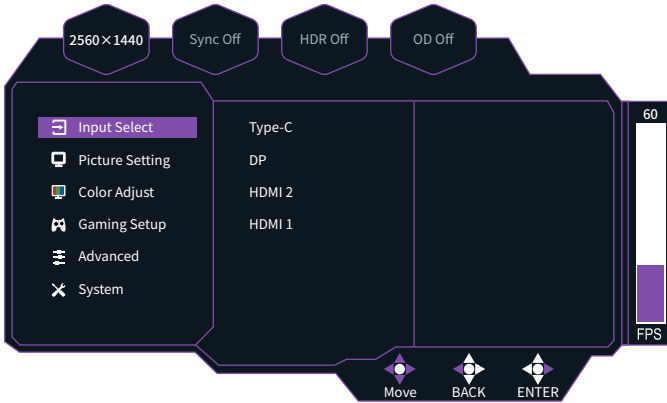 2560×1440
Sync Off
HDR Off
OD Off
60
Input Select
Type-C
Picture Setting
DP
Color Adjust
HDMI 2
Gaming Setup
HDMI 1
Advanced
System
FPS
Move
BACK
ENTER